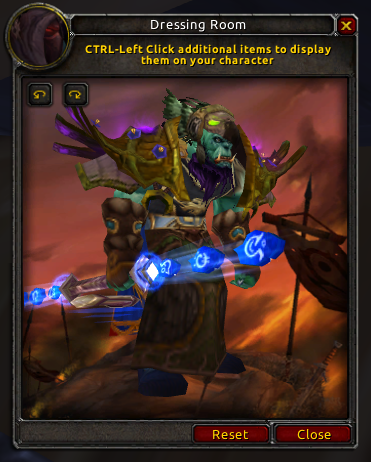 Dressing Room
CTRL-Left Click additional items to display
them on your character
Reset
Close